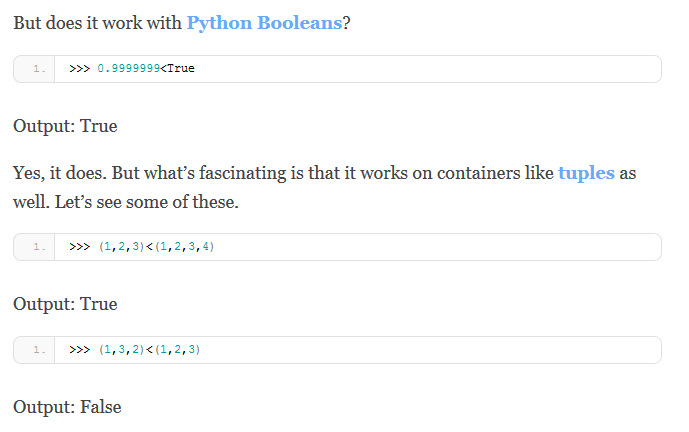 But does it work with Python Booleans?
1. >>> 0.9999999<True
Output: True
Yes, it does. But what’s fascinating is that it works on containers like tuples as
well. Let’s see some of these.
1. >>> (1,2,3)<(1,2,3,4)
Output: True
1. >>> (1,3,2)<(1,2,3)
Output: False